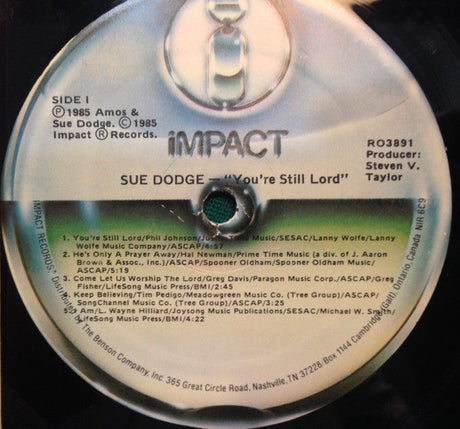 SIDE I
Ⓟ 1985 Amos &
Sue Dodge. © 1985
Impact ® Records.
iMPACT
RO3891
Producer:
Steven V.
Taylor
SUE DODGE — "You're Still Lord"
1. You're Still Lord/Phil Johnson/ Music/SESAC/Lanny Wolfe/Lanny
Wolfe Music Company/ASCAP/4:57
2. He's Only A Prayer Away/Hal Newman/Prime Time Music (a div. of J. Aaron
Brown & Assoc., Inc.)/ASCAP/Spooner Oldham/Spooner Oldham Music/
ASCAP/5:19
3. Come Let Us Worship The Lord/Greg Davis/Paragon Music Corp./ASCAP/Greg
Fisher/LifeSong Music Press/BMI/2:45
4. Keep Believing/Tim Pedigo/Meadowgreen Music Co. (Tree Group)/ASCAP/
SongChannel Music Co. (Tree Group)/ASCAP/3:25
5. I Am/L. Wayne Hilliard/Joysong Music Publications/SESAC/Michael W. Smith/
LifeSong Music Press/BMI/4:22
IMPACT RECORDS® Distributed by The Benson Company, Inc. 365 Great Circle Road, Nashville, TN 37228/Box 1144 Cambridge (Galt), Ontario, Canada NIR 6C9